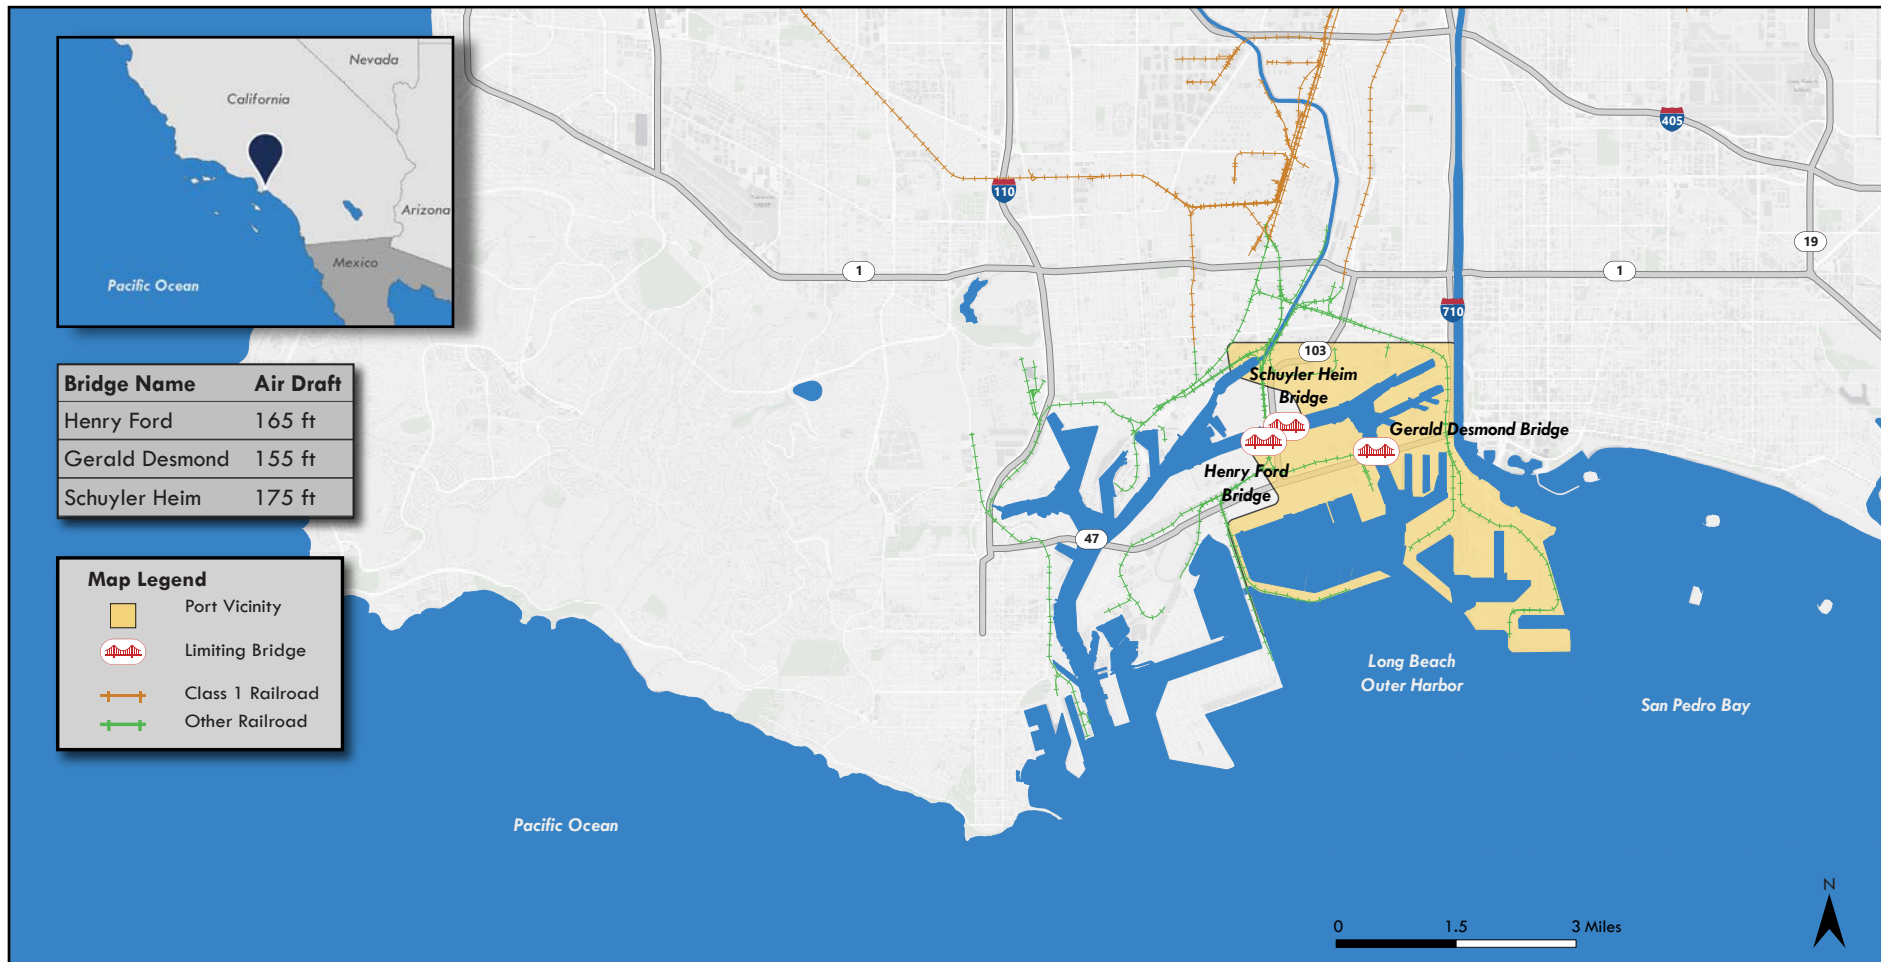 Nevada
California
Arizona
Mexico
Pacific Ocean
Bridge Name Air Draft
Henry Ford 165 ft
Gerald Desmond 155 ft
Schuyler Heim 175 ft
Map Legend
Port Vicinity
Limiting Bridge
Class 1 Railroad
Other Railroad
405
110
19
1
1
710
103
Schuyler Heim
Bridge
Gerald Desmond Bridge
Henry Ford
Bridge
47
Long Beach
Outer Harbor
San Pedro Bay
Pacific Ocean
N
0 1.5 3 Miles